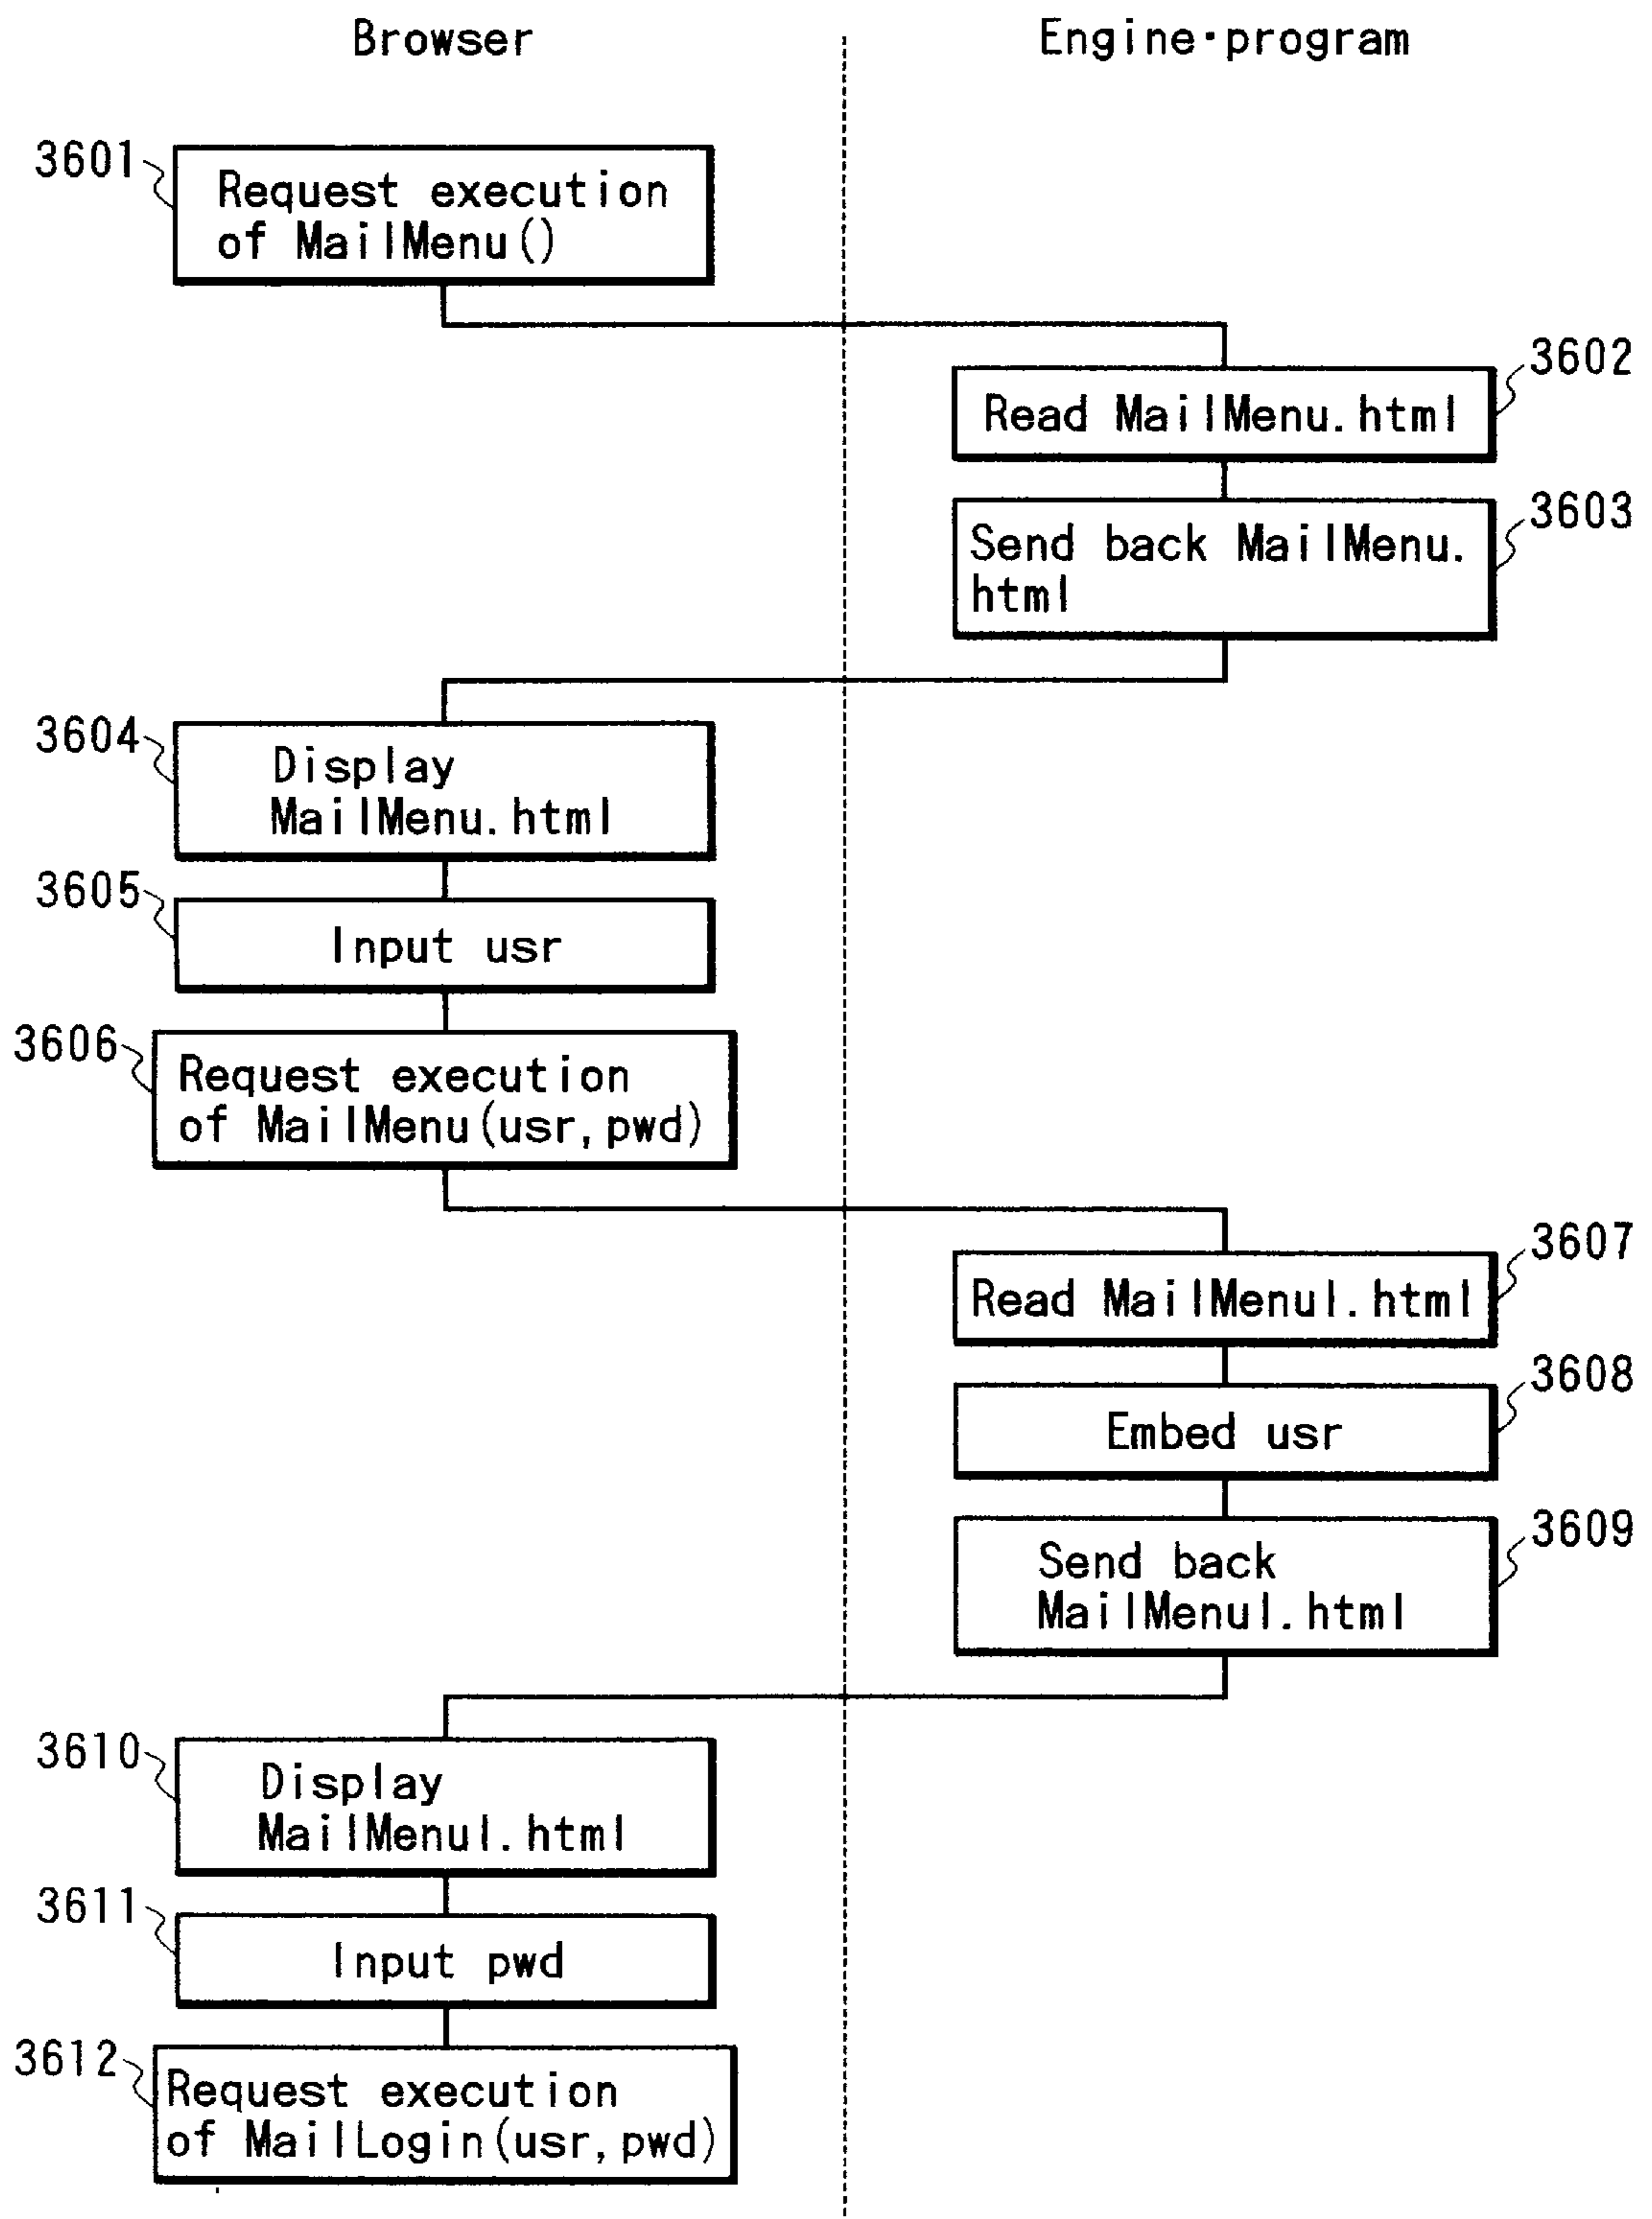 Browser
Engine·program
3601
Request execution
of MailMenu()
3602
Read MailMenu.html
3603
Send back MailMenu.
html
3604
Display
MailMenu.html
3605
Input usr
3606
Request execution
of MailMenu(usr,pwd)
3607
Read MailMenu1.html
3608
Embed usr
3609
Send back
MailMenu1.html
3610
Display
MailMenu1.html
3611
Input pwd
3612
Request execution
of MailLogin(usr,pwd)